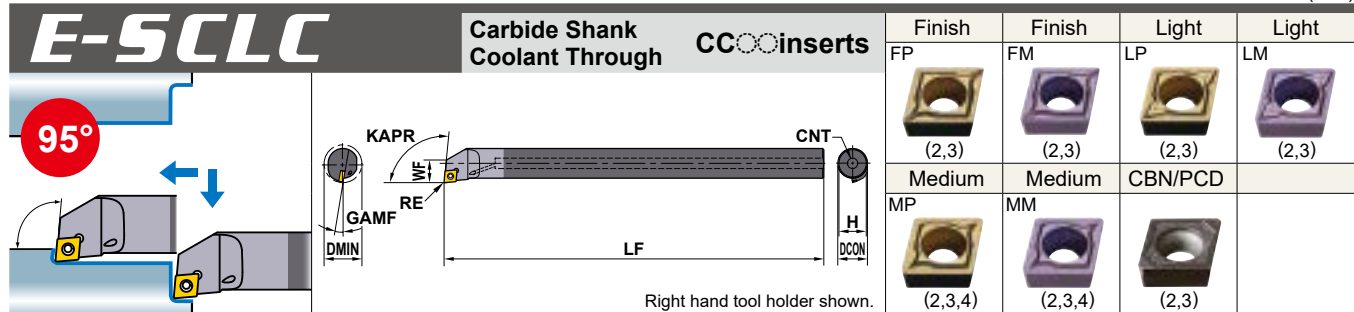 E-SCLC
Carbide Shank
Coolant Through
CC◌◌inserts
95°
KAPR
WF
RE
GAMF
DMIN
LF
CNT
H
DCON
Right hand tool holder shown.
Finish Finish Light Light
FP FM LP LM
(2,3) (2,3) (2,3) (2,3)
Medium Medium CBN/PCD
MP MM
(2,3,4) (2,3,4) (2,3)